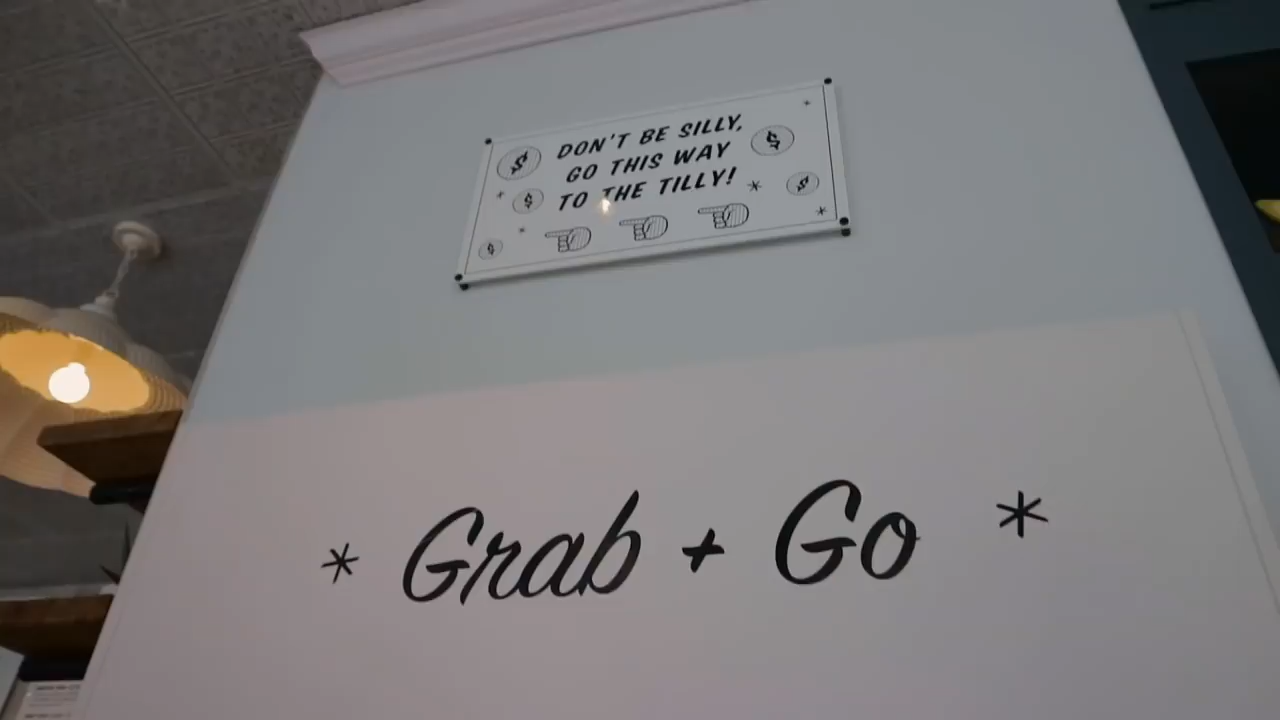 DON'T BE SILLY,
GO THIS WAY
TO THE TILLY!
* Grab + Go *